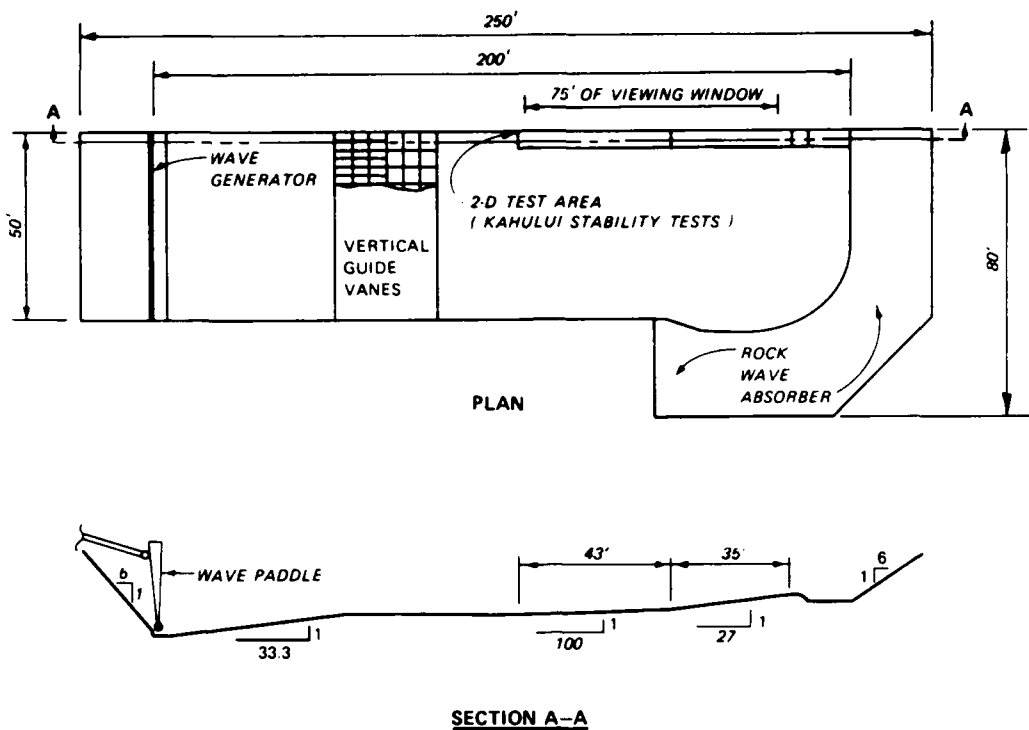 250'
200'
75' OF VIEWING WINDOW
A
A
WAVE
GENERATOR
2-D TEST AREA
( KAHULUI STABILITY TESTS )
50'
VERTICAL
GUIDE
VANES
80'
ROCK
WAVE
ABSORBER
PLAN
43'
35'
6
1
WAVE PADDLE
6
1
1
33.3
1
100
1
27
SECTION A-A